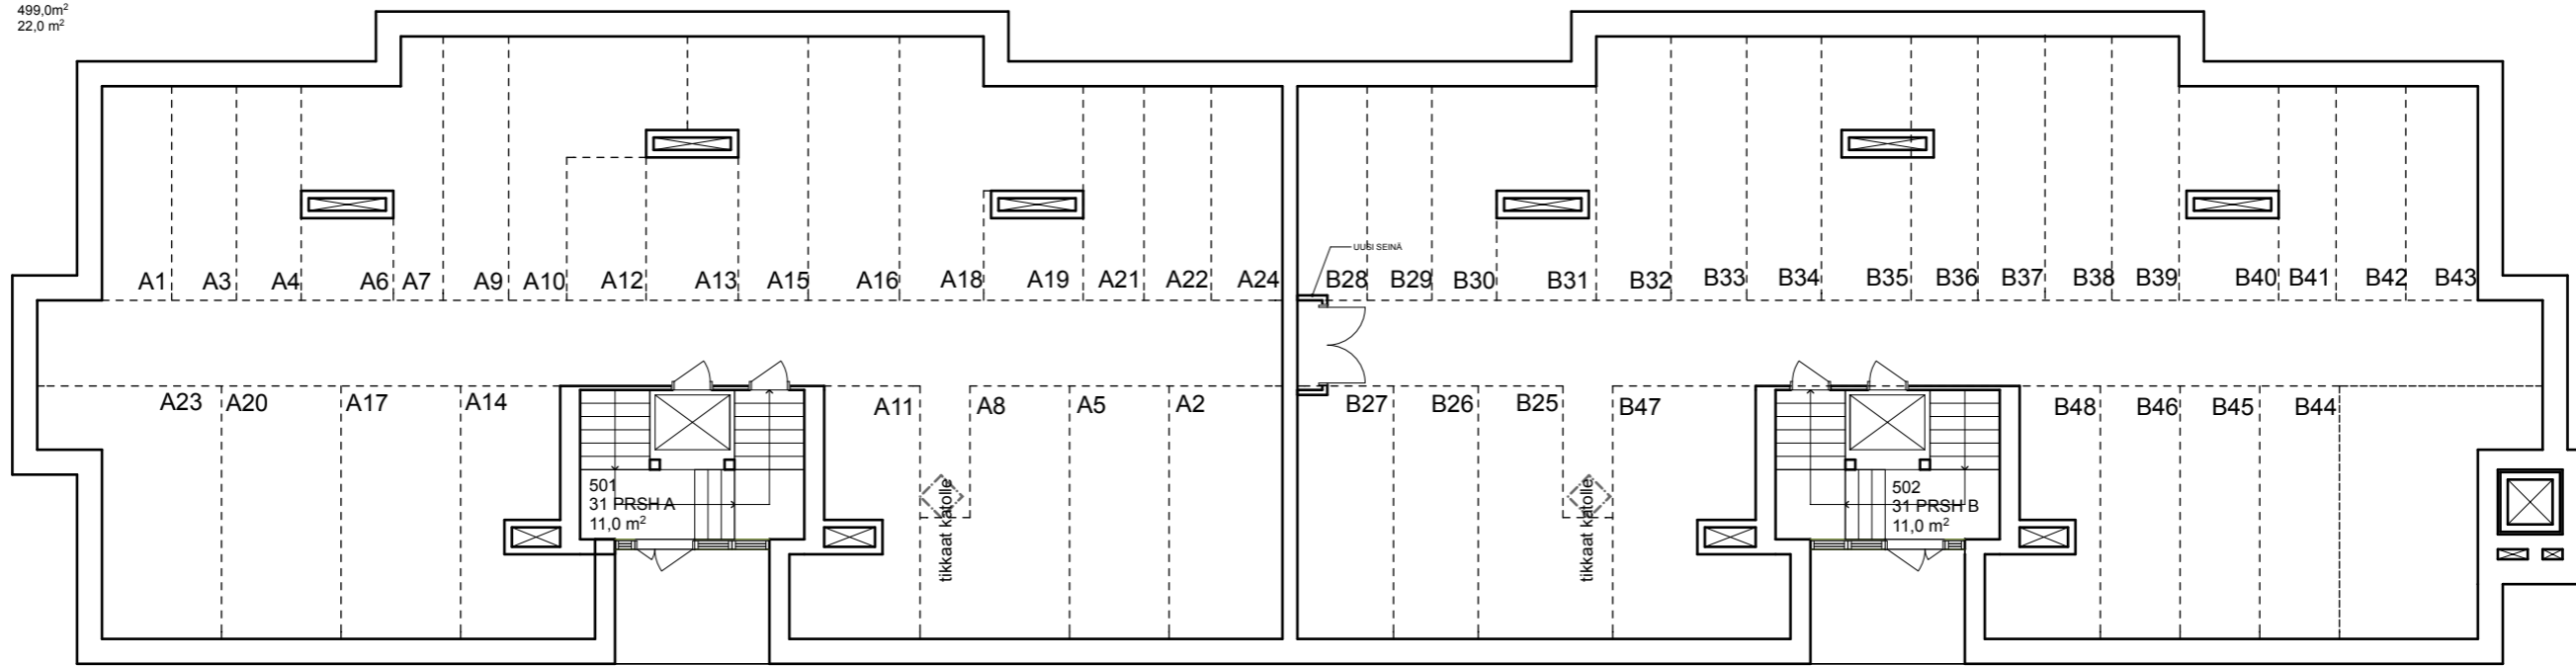 499,0m²
22,0 m²
UUSI SEINÄ
A1 A3 A4 A6 A7 A9 A10 A12 A13 A15 A16 A18 A19 A21 A22 A24 B28 B29 B30 B31 B32 B33 B34 B35 B36 B37 B38 B39 B40 B41 B42 B43
A23 A20 A17 A14 A11 A8 A5 A2 B27 B26 B25 B47 B48 B46 B45 B44
501
31 PRSH A
11,0 m²
tikkaat katolle
tikkaat katolle
502
31 PRSH B
11,0 m²